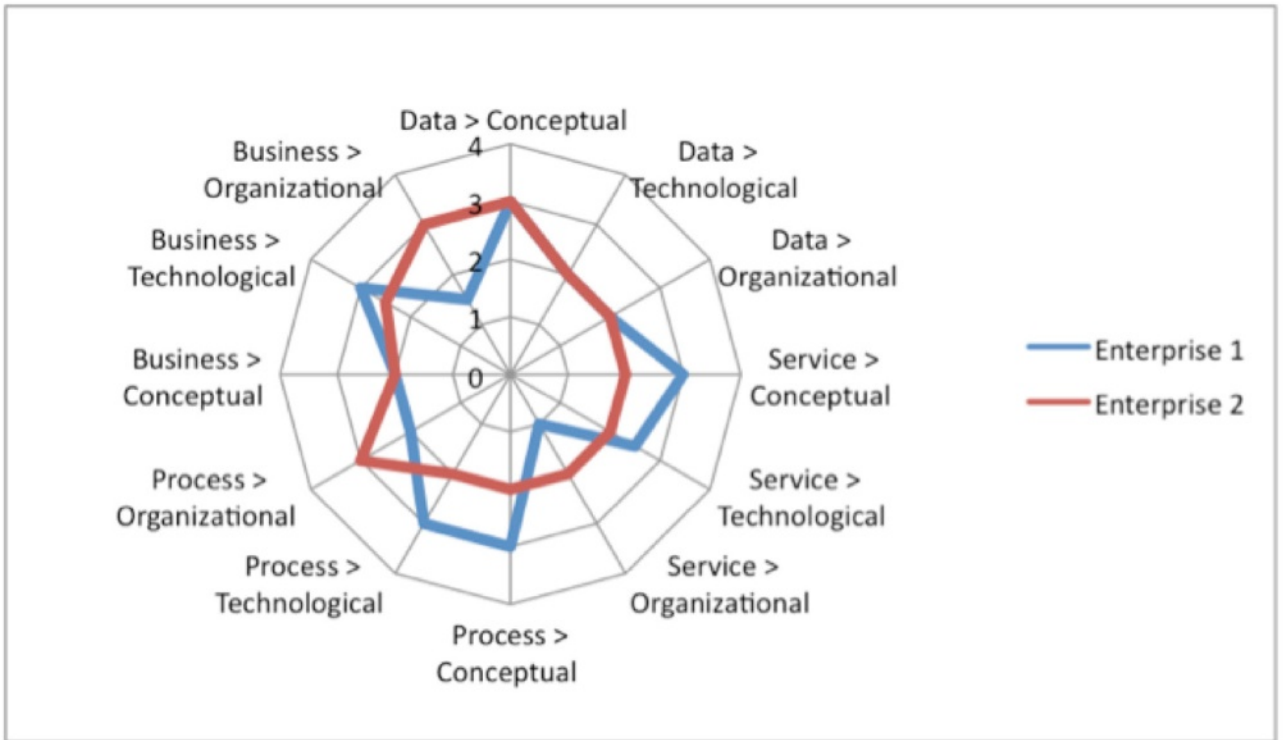 Data > Conceptual
Data >
Technological
Data >
Organizational
Service >
Conceptual
Service >
Technological
Service >
Organizational
Process >
Conceptual
Process >
Technological
Process >
Organizational
Business >
Conceptual
Business >
Technological
Business >
Organizational
4
3
2
1
0
Enterprise 1
Enterprise 2